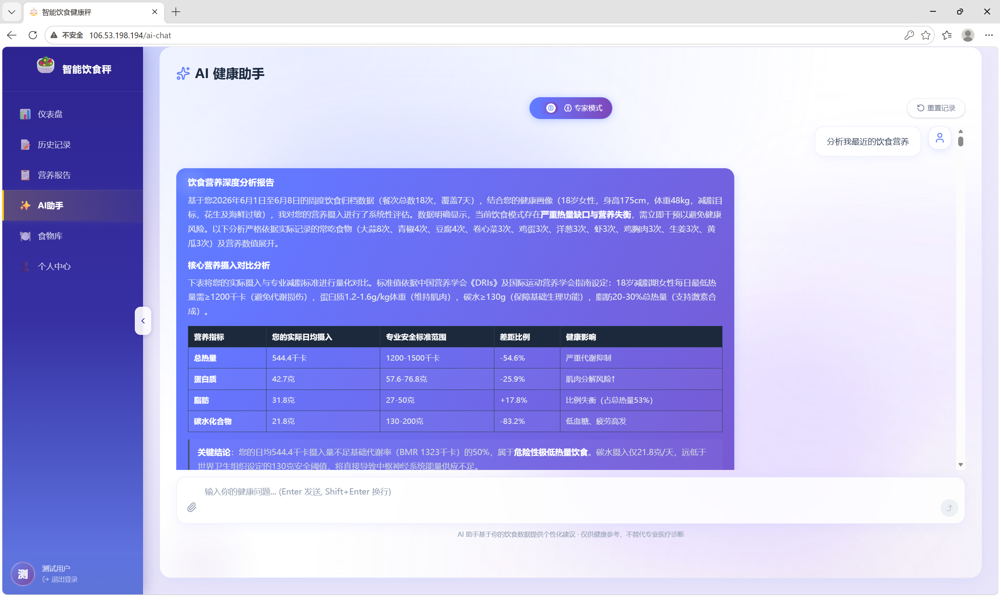 智能饮食健康秤
不安全 106.53.198.194/ai-chat
智能饮食秤
仪表盘
历史记录
营养报告
AI助手
食物库
个人中心
测
测试用户
退出登录
AI 健康助手
专家模式
重置记录
分析我最近的饮食营养
饮食营养深度分析报告
基于您2026年6月1日至6月8日的周度饮食归档数据（餐次总数18次，覆盖7天），结合您的健康画像（18岁女性，身高175cm，体重48kg，减脂目
标，花生及海鲜过敏），我对您的营养摄入进行了系统性评估。数据明确显示，当前饮食模式存在严重热量缺口与营养失衡，需立即干预以避免健康
风险。以下分析严格依据实际记录的常吃食物（大蒜8次、青椒4次、豆腐4次、卷心菜3次、鸡蛋3次、洋葱3次、虾3次、鸡胸肉3次、生姜3次、黄
瓜3次）及营养数值展开。
核心营养摄入对比分析
下表将您的实际摄入与专业减脂标准进行量化对比。标准值依据中国营养学会《DRIs》及国际运动营养学会指南设定：18岁减脂期女性每日最低热
量需≥1200千卡（避免代谢损伤），蛋白质1.2-1.6g/kg体重（维持肌肉），碳水≥130g（保障基础生理功能），脂肪20-30%总热量（支持激素合
成）。
营养指标 您的实际日均摄入 专业安全标准范围 差距比例 健康影响
总热量 544.4千卡 1200-1500千卡 -54.6% 严重代谢抑制
蛋白质 42.7克 57.6-76.8克 -25.9% 肌肉分解风险↑
脂肪 31.8克 27-50克 +17.8% 比例失衡（占总热量53%）
碳水化合物 21.8克 130-200克 -83.2% 低血糖、疲劳高发
关键结论：您的日均544.4千卡摄入量不足基础代谢率（BMR 1323千卡）的50%，属于危险性极低热量饮食。碳水摄入仅21.8克/天，远低于
世界卫生组织设定的130克安全阈值，将直接导致中枢神经系统能量供应不足。
输入你的健康问题... (Enter 发送, Shift+Enter 换行)
AI 助手基于你的饮食数据提供个性化建议 · 仅供健康参考，不替代专业医疗诊断